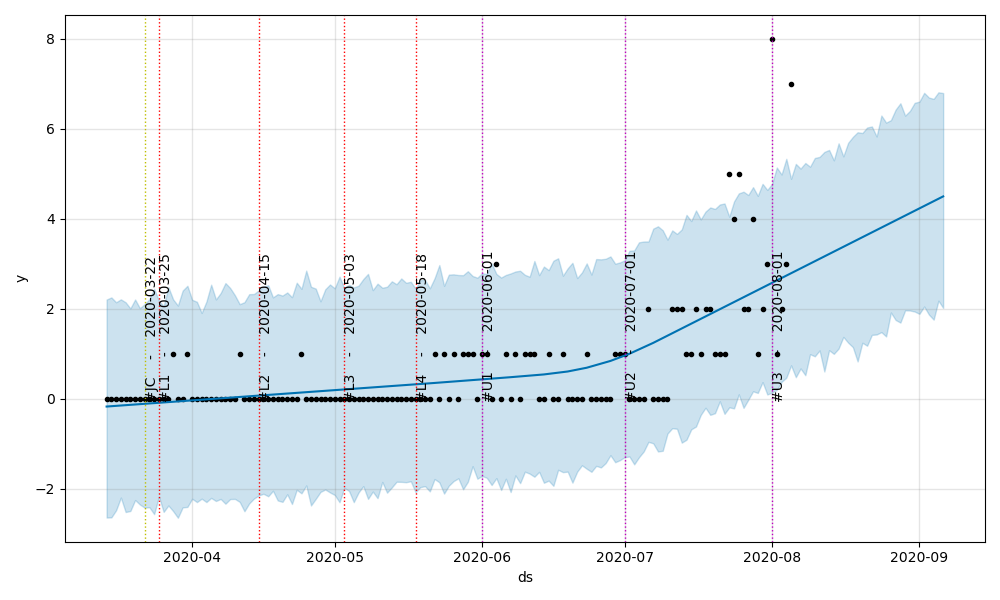 8
6
4
2
0
−2
y
#JC - 2020-03-22
#L1 - 2020-03-25
#L2 - 2020-04-15
#L3 - 2020-05-03
#L4 - 2020-05-18
#U1 - 2020-06-01
#U2 - 2020-07-01
#U3 - 2020-08-01
2020-04
2020-05
2020-06
2020-07
2020-08
2020-09
ds